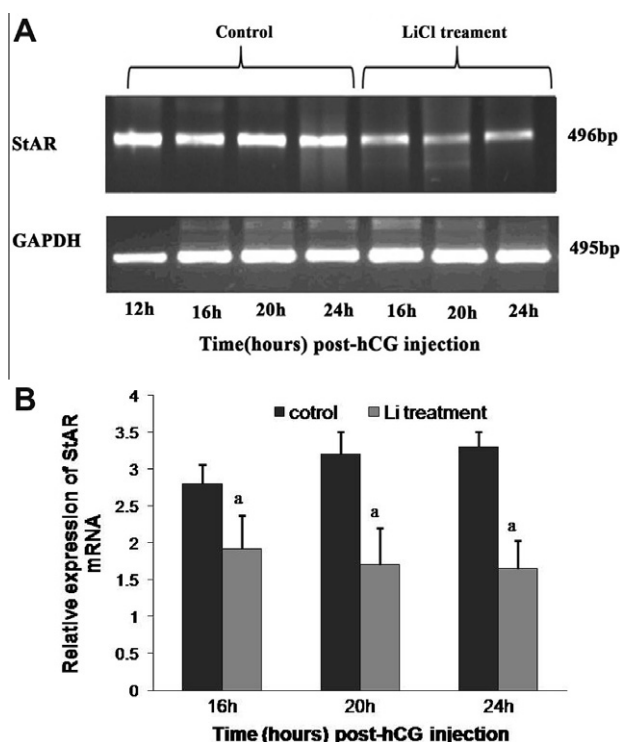 A
Control
LiCl treament
StAR
496bp
GAPDH
495bp
12h 16h 20h 24h 16h 20h 24h
Time(hours) post-hCG injection
B
4
cotrol
Li treatment
3.5
3
2.5
2
1.5
1
0.5
0
a
a
a
Relative expression of StAR
mRNA
16h 20h 24h
Time (hours) post-hCG injection